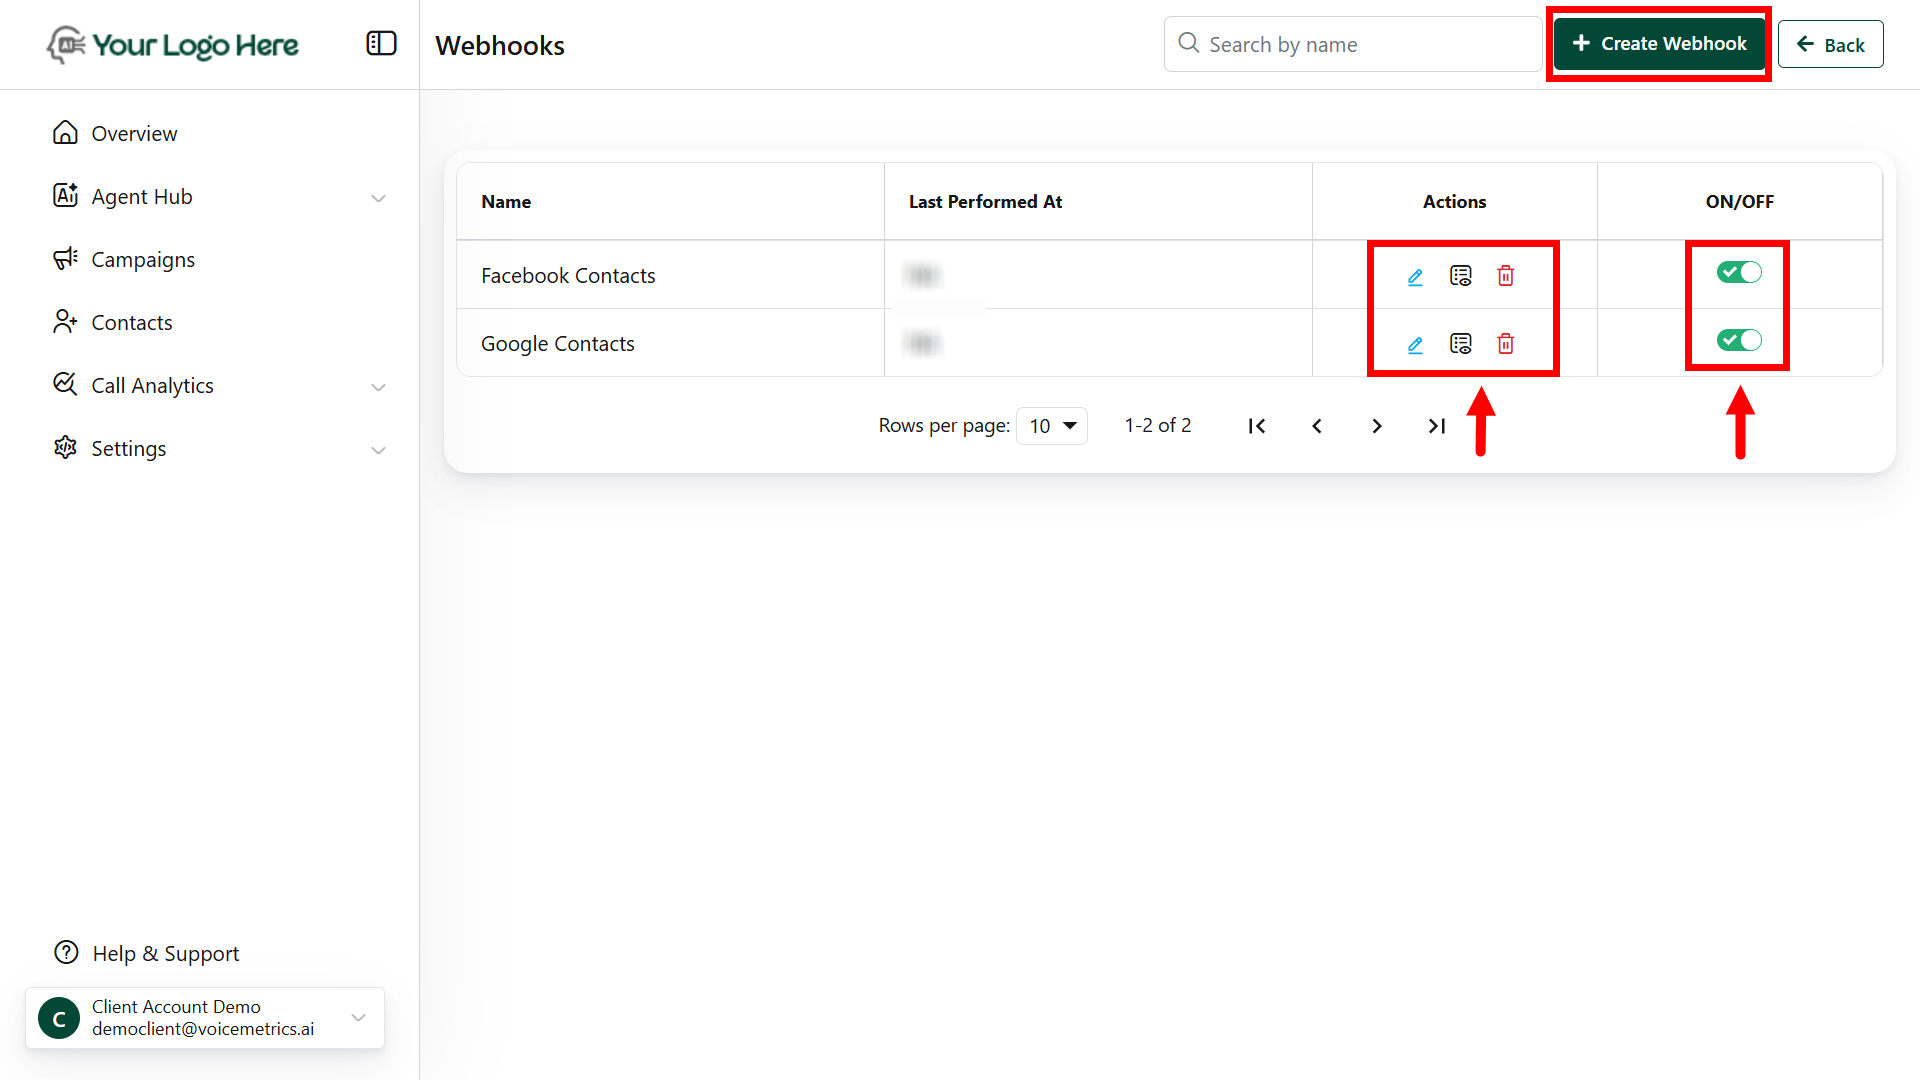 AI Your Logo Here
Webhooks
Search by name
+ Create Webhook
Back
Overview
Ai Agent Hub
Campaigns
Contacts
Call Analytics
Settings
Name
Last Performed At
Actions
ON/OFF
Facebook Contacts
Google Contacts
Rows per page: 10
1-2 of 2
Help & Support
C
Client Account Demo
democlient@voicemetrics.ai